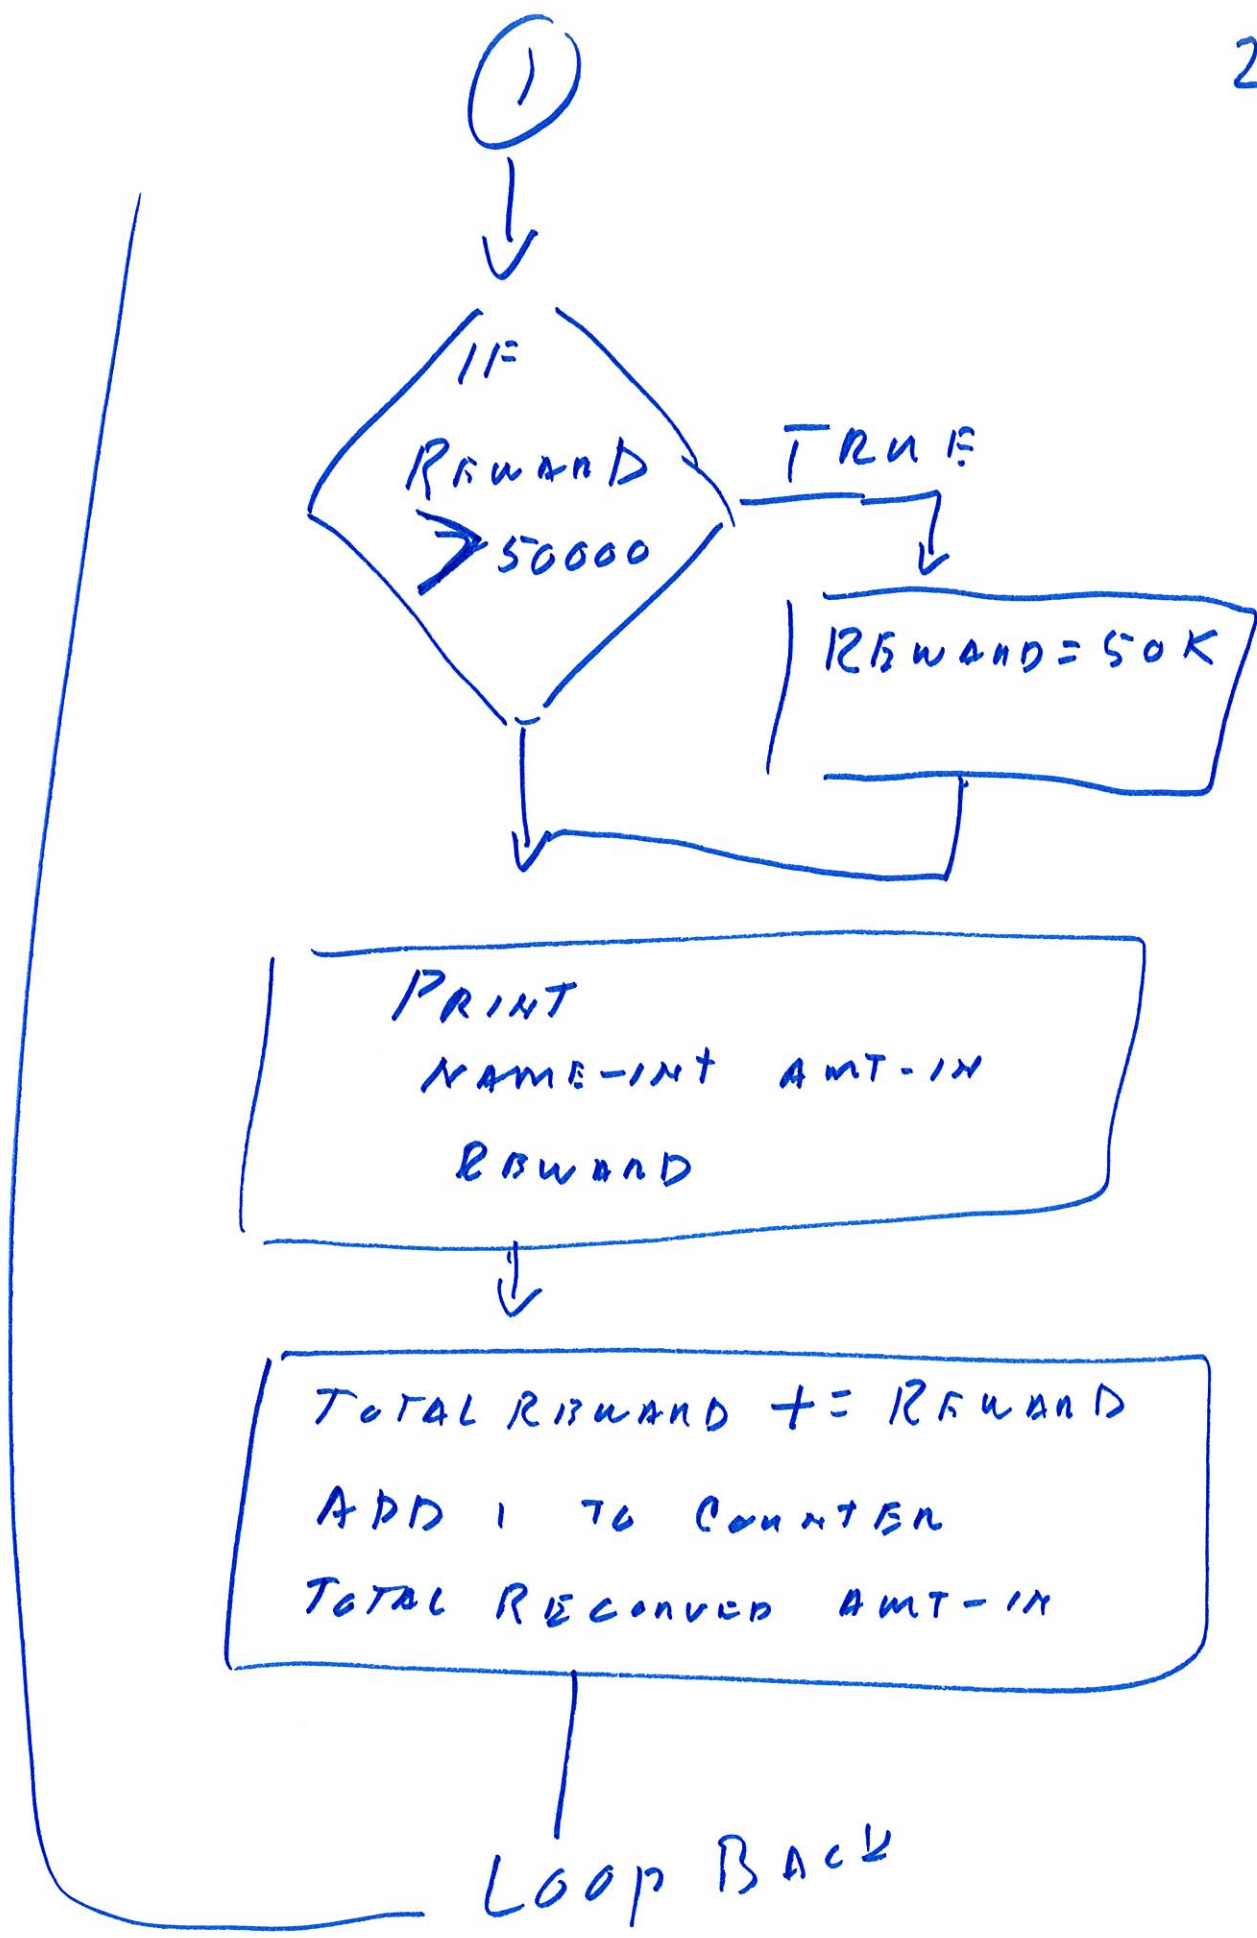 1
2
IF
REWARD
> 50000
TRUE
REWARD = 50K
PRINT
NAME-INT AMT-IN
REWARD
TOTAL REWARD += REWARD
ADD 1 TO COUNTER
TOTAL RECORVED AMT-IN
LOOP BACK